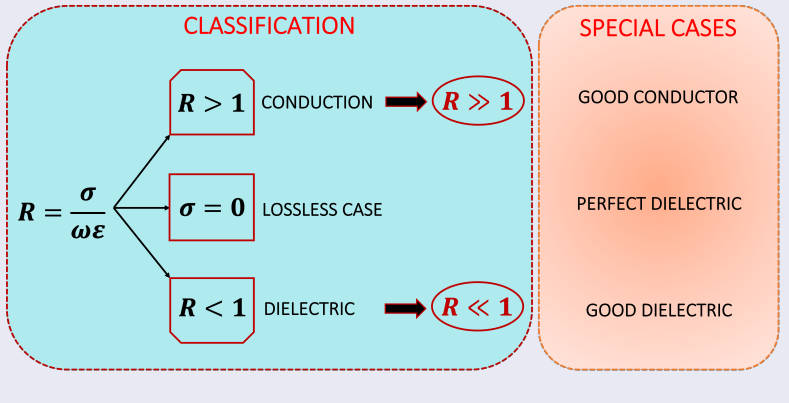 CLASSIFICATION
SPECIAL CASES
R > 1 CONDUCTION R ≫ 1
GOOD CONDUCTOR
R = σ/ωε
σ = 0 LOSSLESS CASE
PERFECT DIELECTRIC
R < 1 DIELECTRIC R ≪ 1
GOOD DIELECTRIC